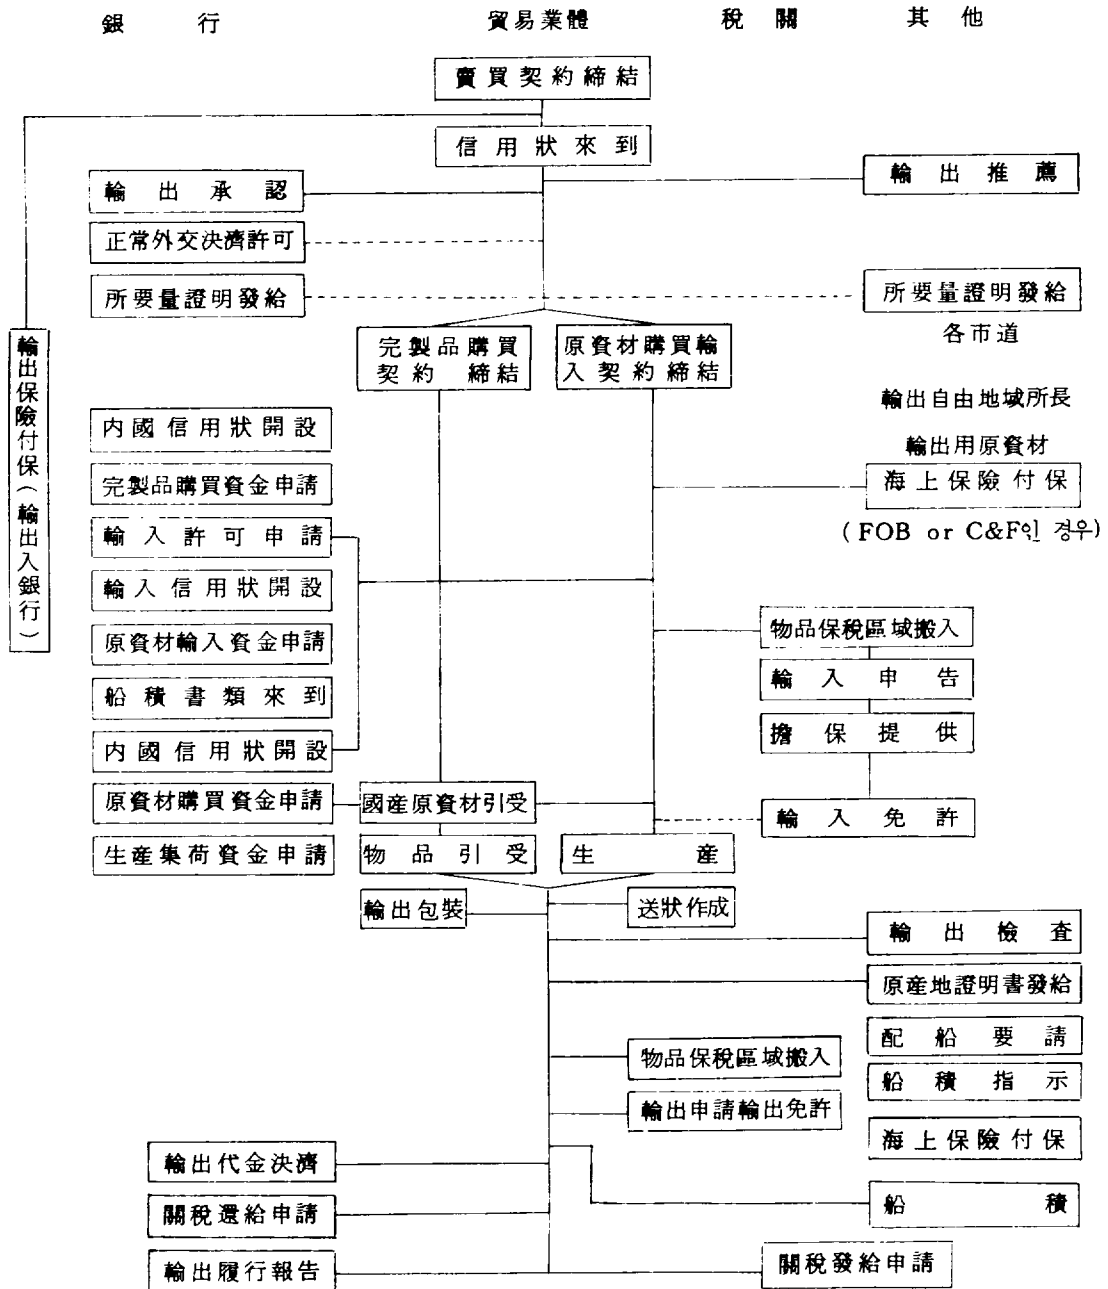 銀行 貿易業體 稅關 其他
賣買契約締結
信用狀來到
輸出承認
輸出推薦
正常外交決濟許可
所要量證明發給
所要量證明發給
各市道
輸出保險付保(輸出入銀行)
完製品購買
契約締結
原資材購買輸
入契約締結
輸出自由地域所長
內國信用狀開設
輸出用原資材
完製品購買資金申請
海上保險付保
(FOB or C&F인 경우)
輸入許可申請
輸入信用狀開設
原資材輸入資金申請
物品保稅區域搬入
船積書類來到
輸入申告
內國信用狀開設
擔保提供
原資材購買資金申請
國産原資材引受
輸入免許
生産集荷資金申請
物品引受
生産
輸出包裝
送狀作成
輸出檢査
原産地證明書發給
配船要請
物品保稅區域搬入
船積指示
輸出申請輸出免許
海上保險付保
輸出代金決濟
船積
關稅還給申請
輸出履行報告
關稅發給申請